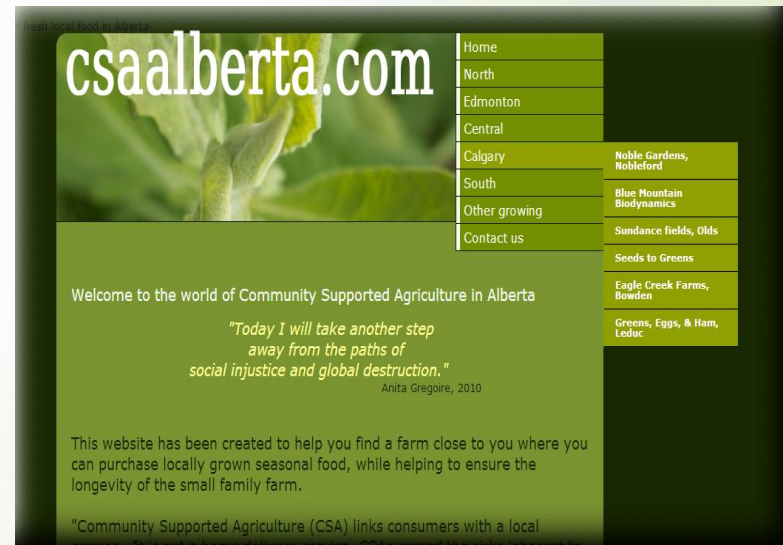 fresh local food in Alberta
csaalberta.com
Home
North
Edmonton
Central
Calgary
South
Other growing
Contact us
Noble Gardens,
Nobleford
Blue Mountain
Biodynamics
Sundance fields, Olds
Seeds to Greens
Eagle Creek Farms,
Bowden
Greens, Eggs, & Ham,
Leduc
Welcome to the world of Community Supported Agriculture in Alberta
"Today I will take another step
away from the paths of
social injustice and global destruction."
Anita Gregoire, 2010
This website has been created to help you find a farm close to you where you
can purchase locally grown seasonal food, while helping to ensure the
longevity of the small family farm.
"Community Supported Agriculture (CSA) links consumers with a local